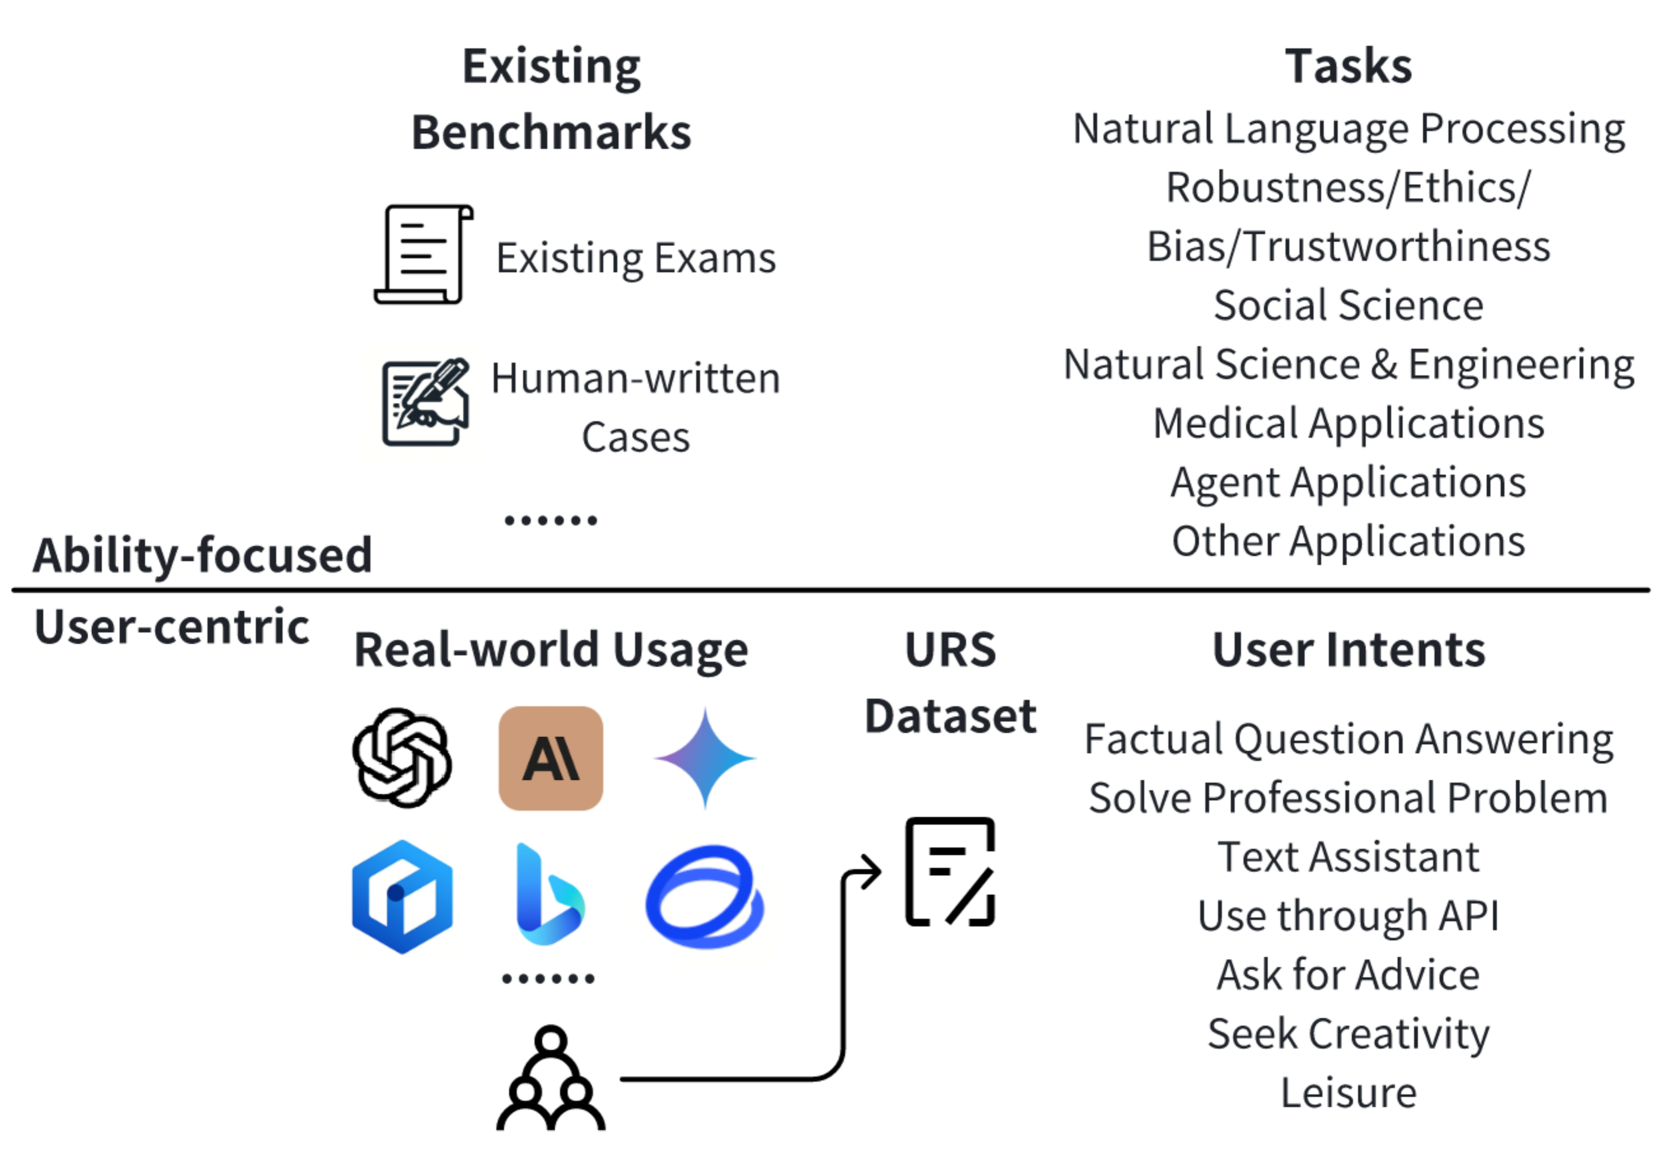 Existing
Benchmarks
Existing Exams
Human-written
Cases
......
Tasks
Natural Language Processing
Robustness/Ethics/
Bias/Trustworthiness
Social Science
Natural Science & Engineering
Medical Applications
Agent Applications
Other Applications
Ability-focused
User-centric
Real-world Usage
A\
......
URS
Dataset
User Intents
Factual Question Answering
Solve Professional Problem
Text Assistant
Use through API
Ask for Advice
Seek Creativity
Leisure